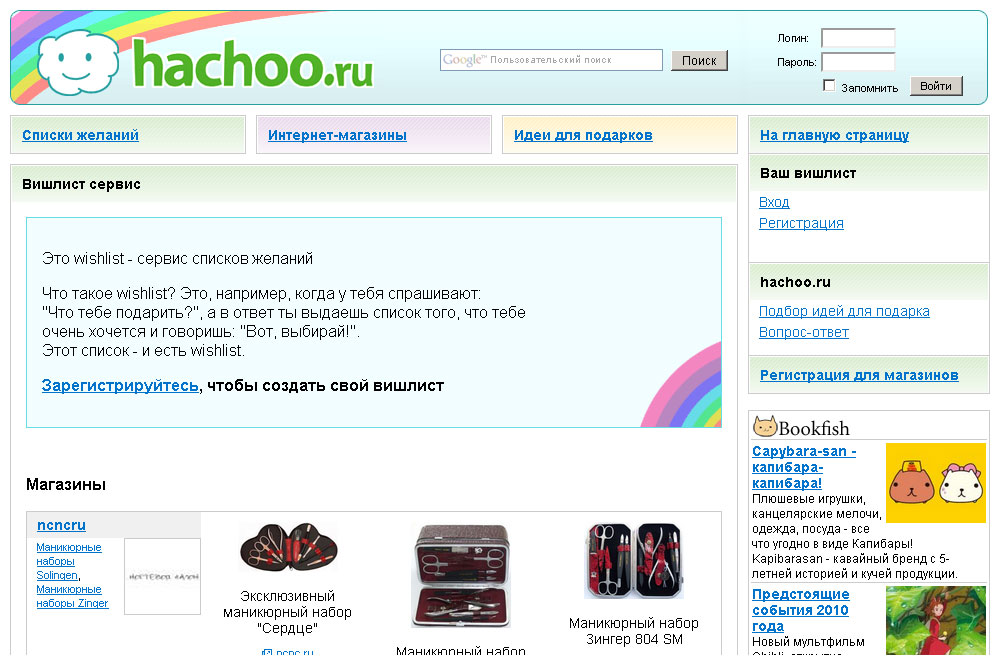 hachoo.ru
Google™ Пользовательский поиск
Поиск
Логин:
Пароль:
Запомнить
Войти
Списки желаний
Интернет-магазины
Идеи для подарков
На главную страницу
Вишлист сервис
Это wishlist - сервис списков желаний
Что такое wishlist? Это, например, когда у тебя спрашивают:
"Что тебе подарить?", а в ответ ты выдаешь список того, что тебе
очень хочется и говоришь: "Вот, выбирай!".
Этот список - и есть wishlist.
Зарегистрируйтесь, чтобы создать свой вишлист
Магазины
ncncru
Маникюрные
наборы
Solingen,
Маникюрные
наборы Zinger
Эксклюзивный
маникюрный набор
"Сердце"
ncnc.ru
Маникюрный набор
Маникюрный набор
Зингер 804 SM
Ваш вишлист
Вход
Регистрация
hachoo.ru
Подбор идей для подарка
Вопрос-ответ
Регистрация для магазинов
Bookfish
Capybara-san -
капибара-
капибара!
Плюшевые игрушки,
канцелярские мелочи,
одежда, посуда - все
что угодно в виде Капибары!
Kapibarasan - кавайный бренд с 5-
летней историей и кучей продукции.
Предстоящие
события 2010
года
Новый мультфильм